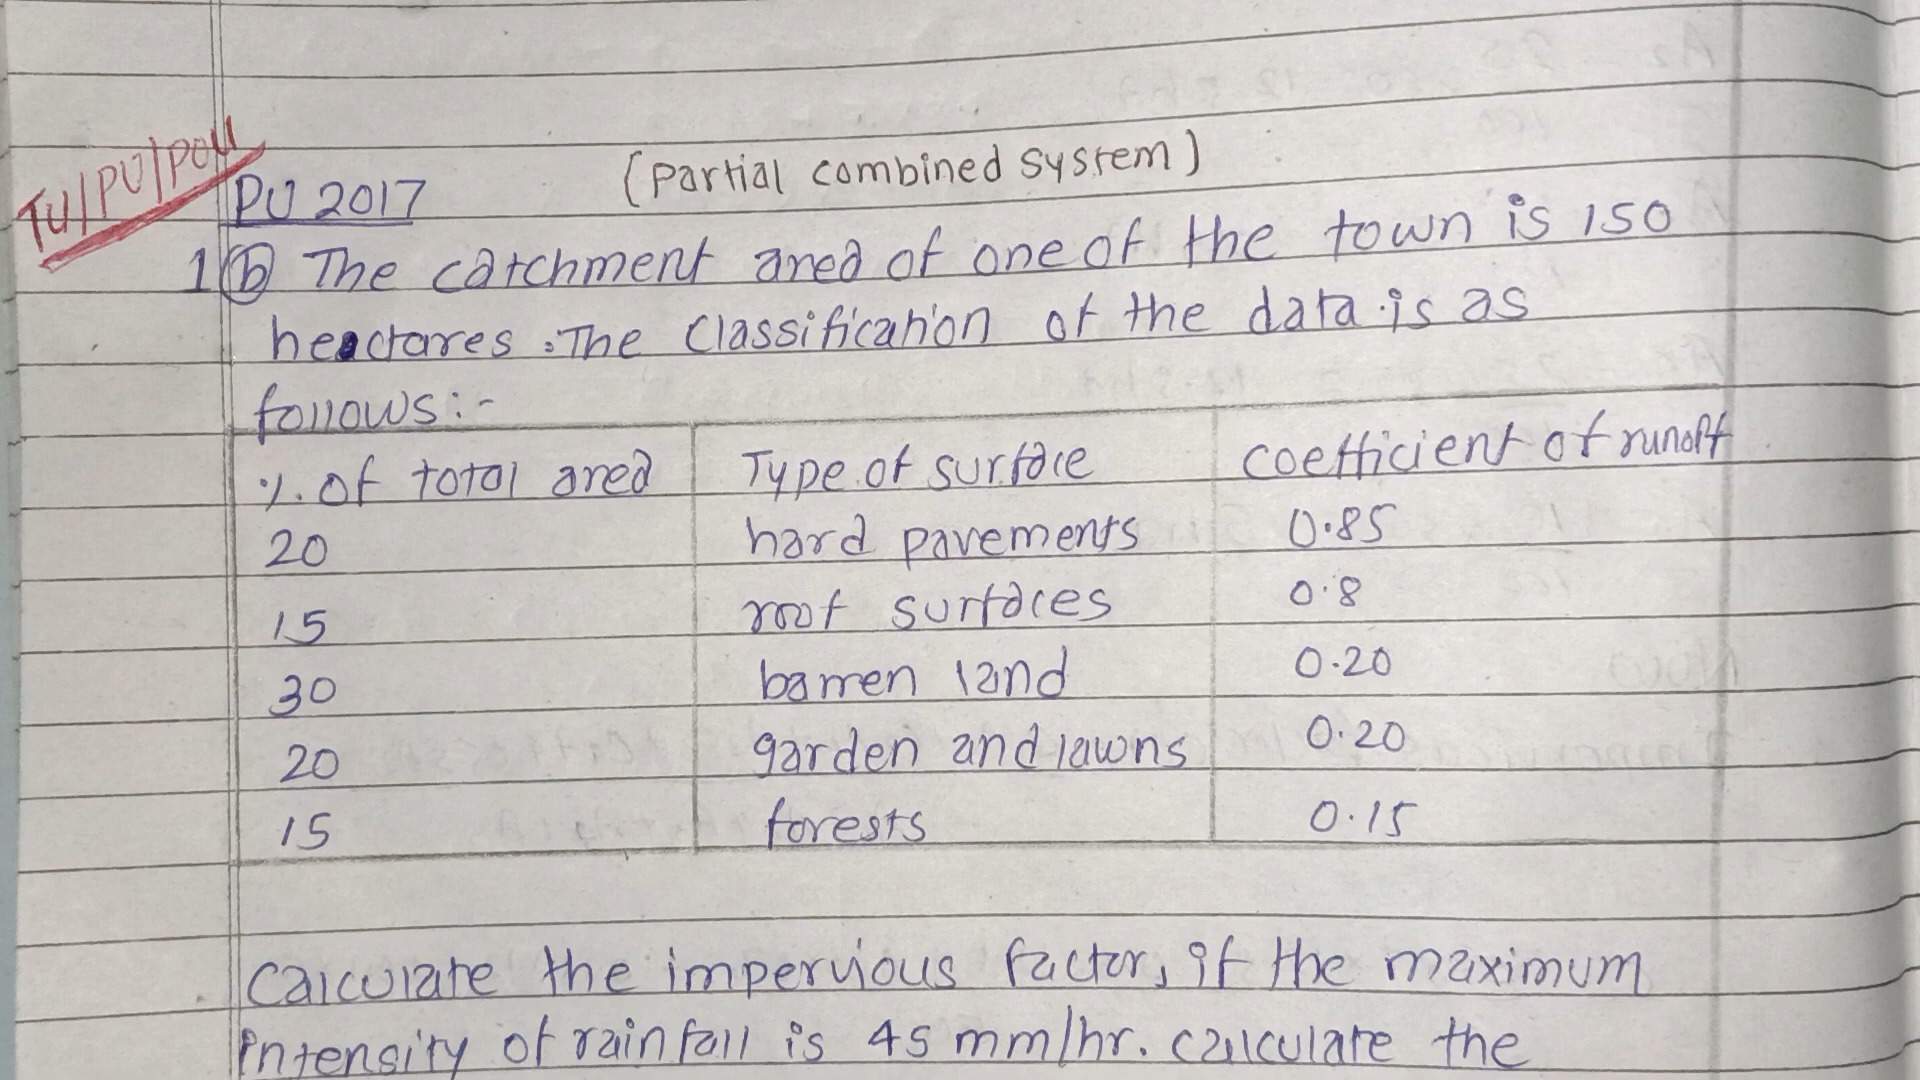 TU/PU/POU
PU 2017 (partial combined system)
1 (b) The catchment area of one of the town is 150
hectares. The classification of the data is as
follows:-
%. of total area Type of surface coefficient of runoff
20 hard pavements 0.85
15 roof surfaces 0.8
30 barren land 0.20
20 garden and lawns 0.20
15 forests 0.15
calculate the impervious factor, if the maximum
intensity of rainfall is 45 mm/hr. calculate the